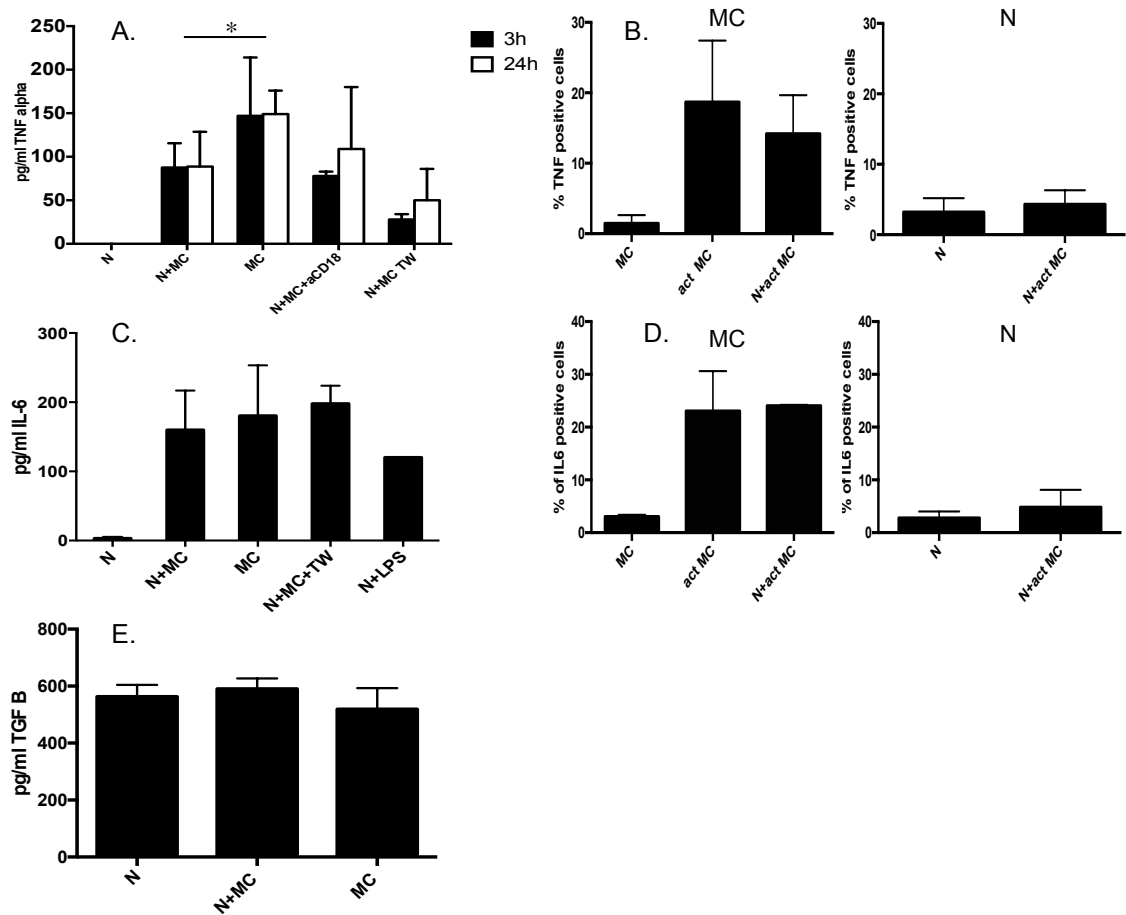 A.
pg/ml TNF alpha
250
200
150
100
50
0
*
3h
24h
N
N+MC
MC
N+MC+aCD18
N+MC TW
B.
MC
% TNF positive cells
30
20
10
0
MC
act MC
N+act MC
N
% TNF positive cells
30
20
10
0
N
N+act MC
C.
pg/ml IL-6
300
200
100
0
N
N+MC
MC
N+MC+TW
N+LPS
D.
MC
% of IL6 positive cells
40
30
20
10
0
MC
act MC
N+act MC
N
% of IL6 positive cells
40
30
20
10
0
N
N+act MC
E.
pg/ml TGF B
800
600
400
200
0
N
N+MC
MC